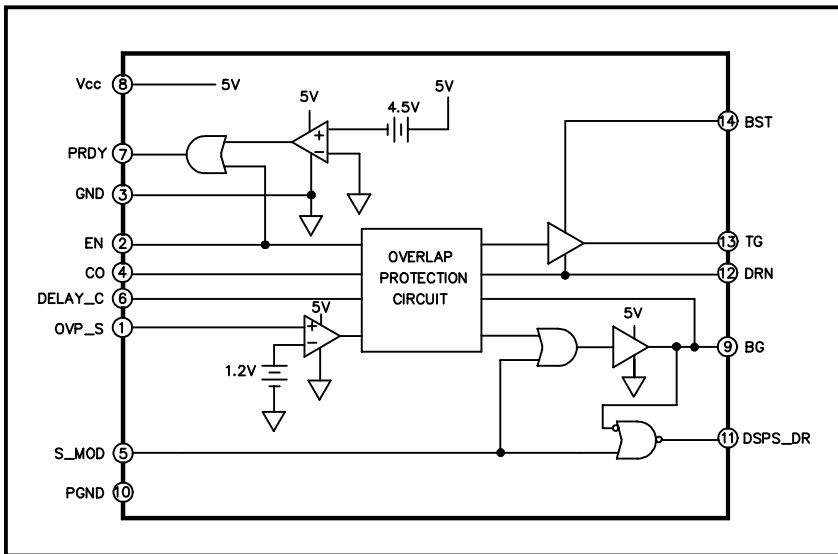 Vcc 8 5V
5V 4.5V 5V
14 BST
PRDY 7 + −
GND 3
EN 2
OVERLAP
PROTECTION
CIRCUIT
13 TG
CO 4
12 DRN
DELAY_C 6
OVP_S 1 + − 5V
5V
9 BG
1.2V
11 DSPS_DR
S_MOD 5
PGND 10